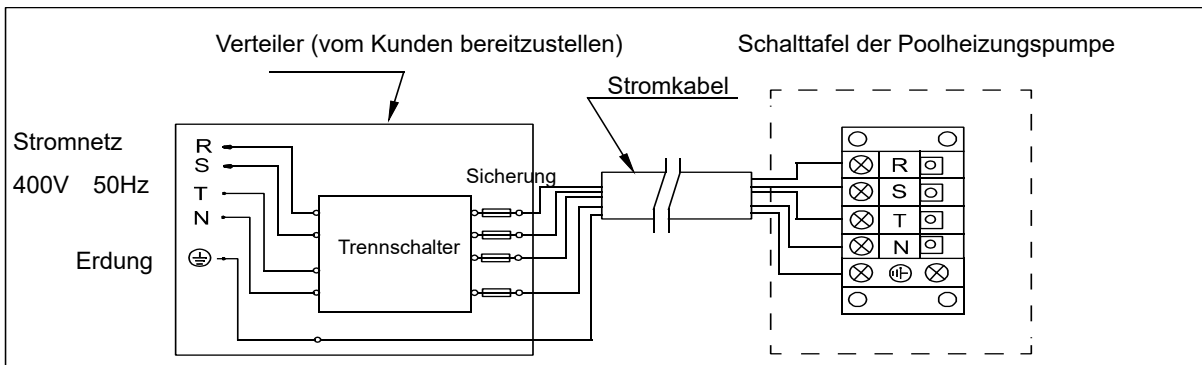 Verteiler (vom Kunden bereitzustellen)
Schalttafel der Poolheizungspumpe
Stromkabel
Stromnetz
400V 50Hz
Erdung
R
S
T
N
Sicherung
Trennschalter
R
S
T
N